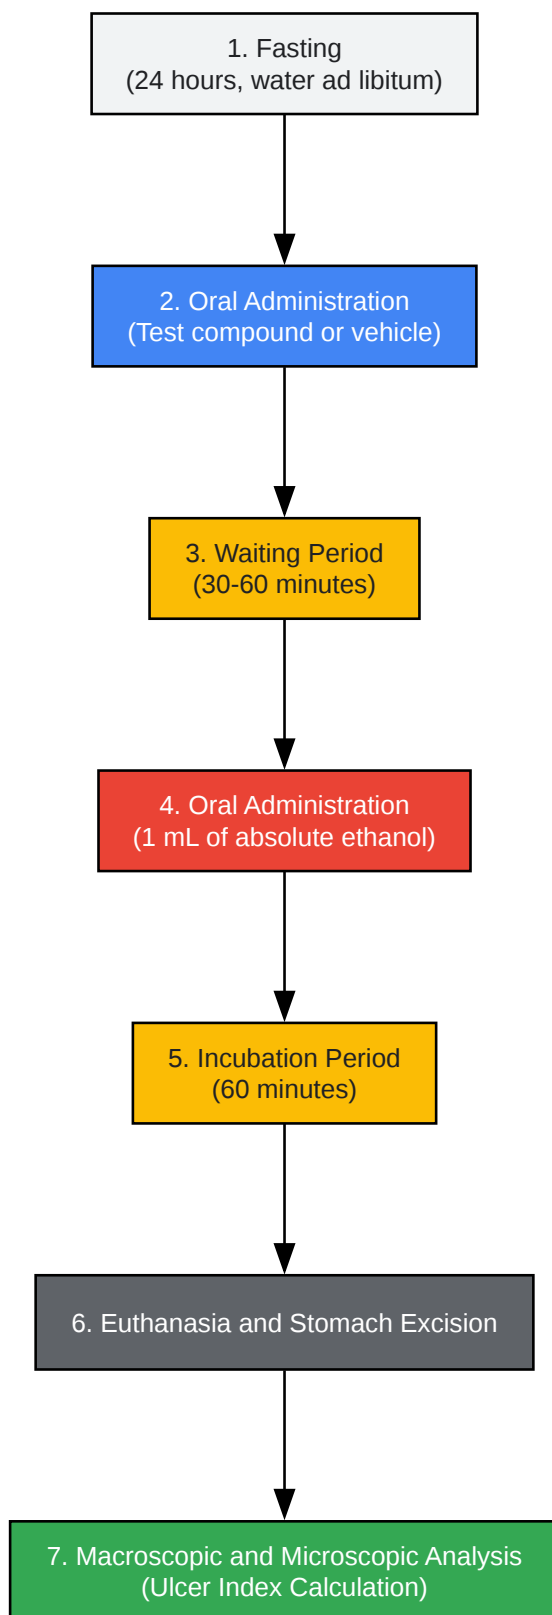 1. Fasting
(24 hours, water ad libitum)
2. Oral Administration
(Test compound or vehicle)
3. Waiting Period
(30-60 minutes)
4. Oral Administration
(1 mL of absolute ethanol)
5. Incubation Period
(60 minutes)
6. Euthanasia and Stomach Excision
7. Macroscopic and Microscopic Analysis
(Ulcer Index Calculation)